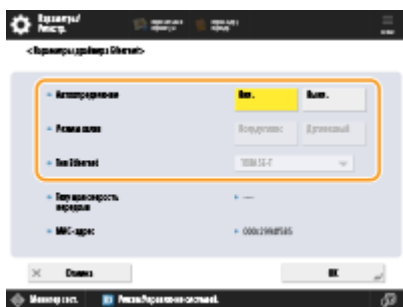 Параметры/
Регистр.
<Параметры драйвера Ethernet>
Автоопределение
Вкл.
Выкл.
Режим связи
Полудуплекс
Дуплексный
Тип Ethernet
10BASE-T
Текущая скорость
передачи
----
MAC-адрес
Отмена
OK
Монитор сост.